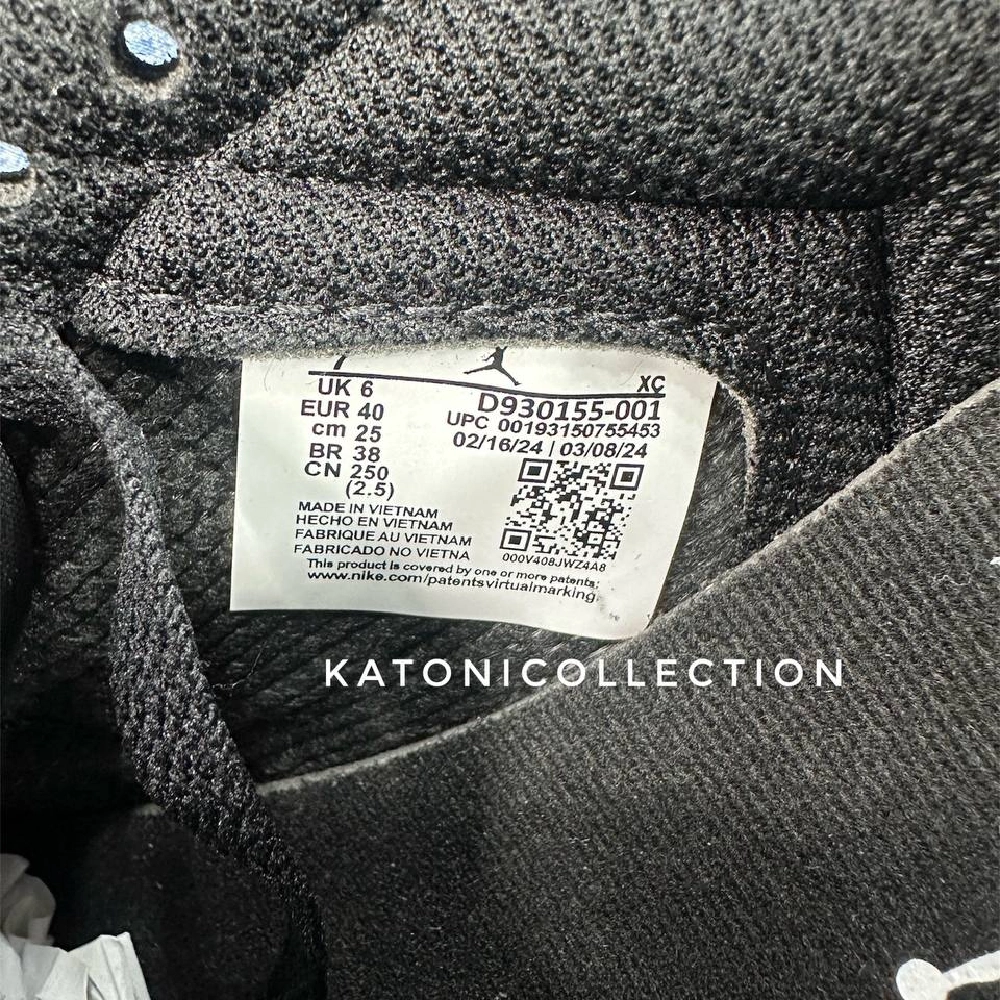 XC
UK 6
EUR 40
cm 25
BR 38
CN 250
(2.5)
D930155-001
UPC 00193150755453
02/16/24 | 03/08/24
MADE IN VIETNAM
HECHO EN VIETNAM
FABRIQUE AU VIETNAM
FABRICADO NO VIETNA
000V408JWZ4A8
This product is covered by one or more patents:
www.nike.com/patentsvirtualmarking.
KATONICOLLECTION